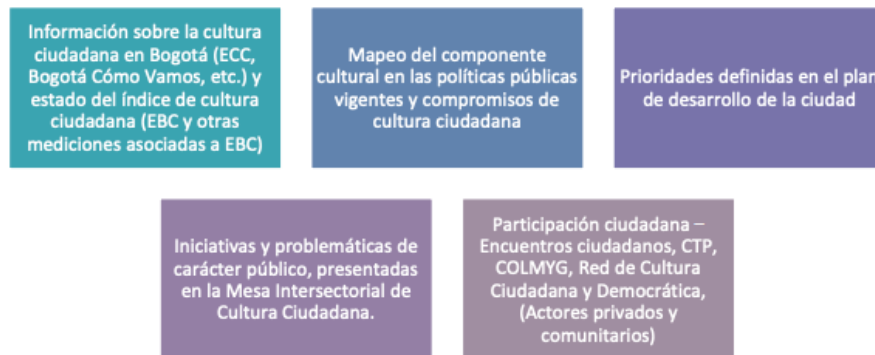 Información sobre la cultura
ciudadana en Bogotá (ECC,
Bogotá Cómo Vamos, etc.) y
estado del índice de cultura
ciudadana (EBC y otras
mediciones asociadas a EBC)
Mapeo del componente
cultural en las políticas públicas
vigentes y compromisos de
cultura ciudadana
Prioridades definidas en el plan
de desarrollo de la ciudad
Iniciativas y problemáticas de
carácter público, presentadas
en la Mesa Intersectorial de
Cultura Ciudadana.
Participación ciudadana –
Encuentros ciudadanos, CTP,
COLMYG, Red de Cultura
Ciudadana y Democrática,
(Actores privados y
comunitarios)